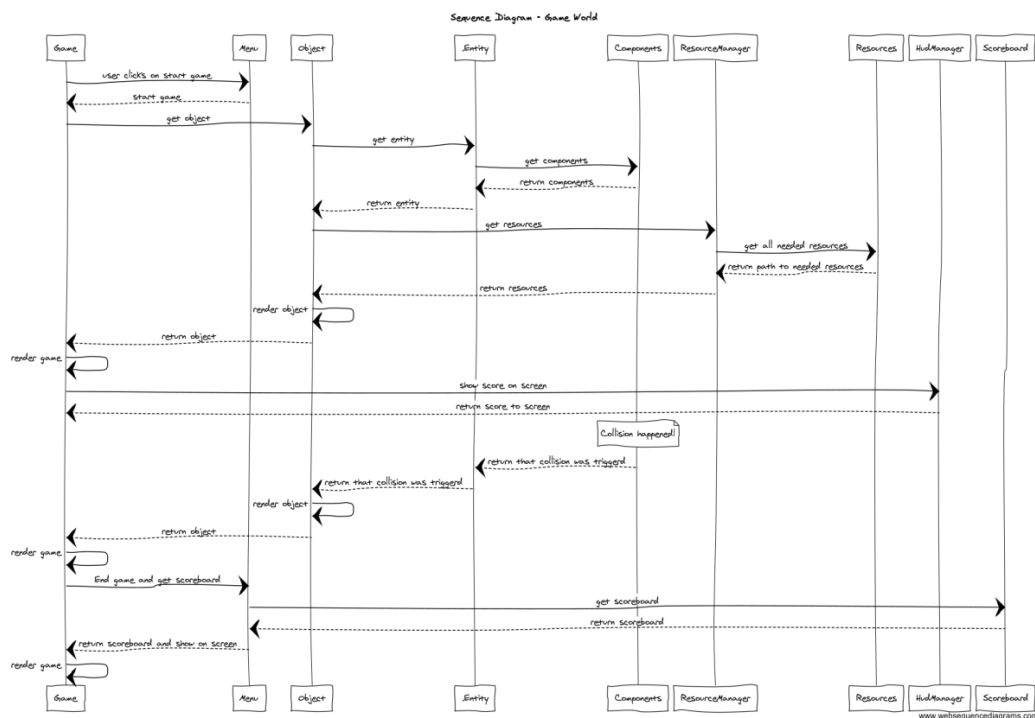 Sequence Diagram - Game World
Game Menu Object Entity Components ResourceManager Resources HudManager Scoreboard
user click's on start game
start game
get object
get entity
get components
return components
return entity
get resources
get all needed resources
return path to needed resources
return resources
render object
return object
render game
show score on screen
return score to screen
Collision happened!
return that collision was triggerd
return that collision was triggerd
render object
return object
render game
End game and get scoreboard
get scoreboard
return scoreboard
return scoreboard and show on screen
render game
Game Menu Object Entity Components ResourceManager Resources HudManager Scoreboard
www.websequencediagrams.com